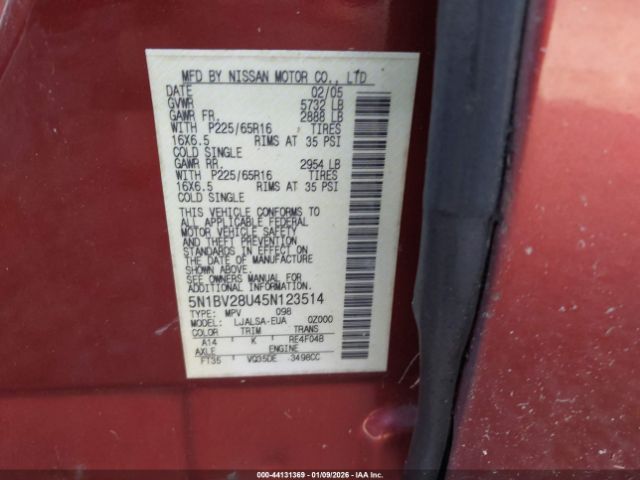 MFD BY NISSAN MOTOR CO., LTD
DATE 02/05
GVWR 5732 LB
GAWR FR. 2888 LB
WITH P225/65R16 TIRES
16X6.5 RIMS AT 35 PSI
COLD SINGLE
GAWR RR. 2954 LB
WITH P225/65R16 TIRES
16X6.5 RIMS AT 35 PSI
COLD SINGLE
THIS VEHICLE CONFORMS TO
ALL APPLICABLE FEDERAL
MOTOR VEHICLE SAFETY
AND THEFT PREVENTION
STANDARDS IN EFFECT ON
THE DATE OF MANUFACTURE
SHOWN ABOVE.
SEE OWNERS MANUAL FOR
ADDITIONAL INFORMATION
5N1BV28U45N123514
TYPE: MPV 098
MODEL: LJALSA-EUA 0Z000
COLOR TRIM TRANS
A14 K RE4F04B
AXLE ENGINE
FT35 VQ35DE 3498CC
000-44131369 | 01/09/2026 - IAA Inc.